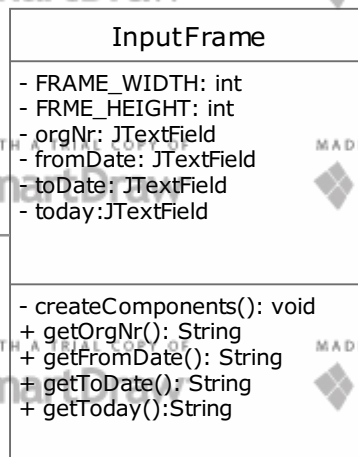 InputFrame
- FRAME_WIDTH: int
- FRME_HEIGHT: int
- orgNr: JTextField
- fromDate: JTextField
- toDate: JTextField
- today:JTextField
- createComponents(): void
+ getOrgNr(): String
+ getFromDate(): String
+ getToDate(): String
+ getToday():String